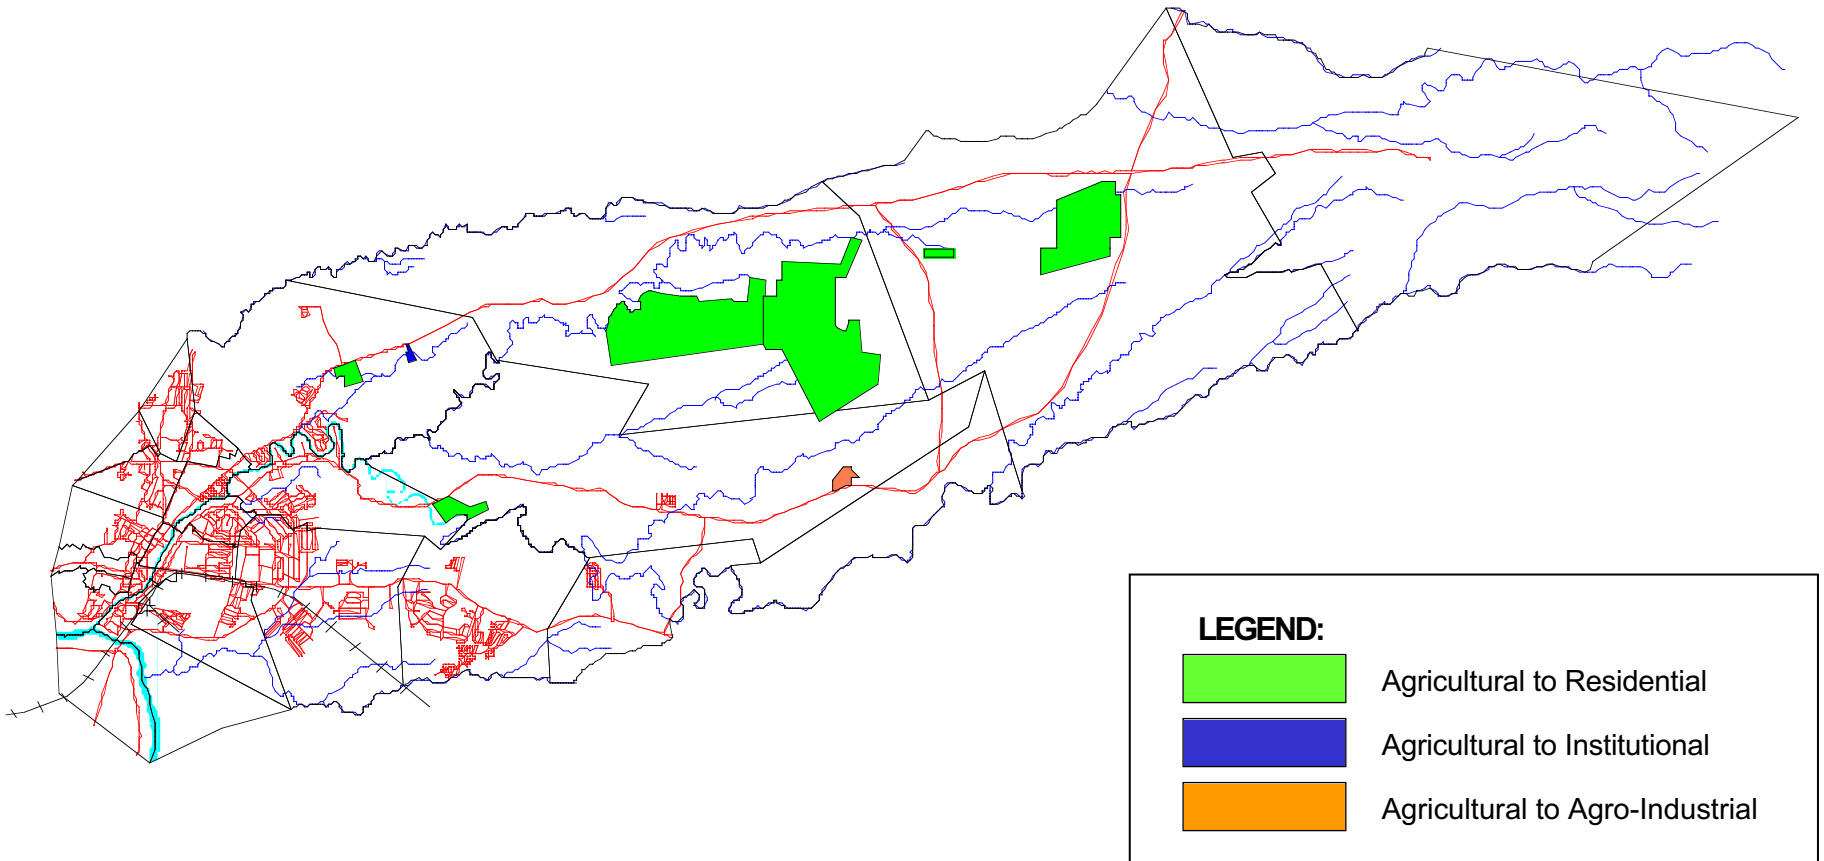 LEGEND:
Agricultural to Residential
Agricultural to Institutional
Agricultural to Agro-Industrial